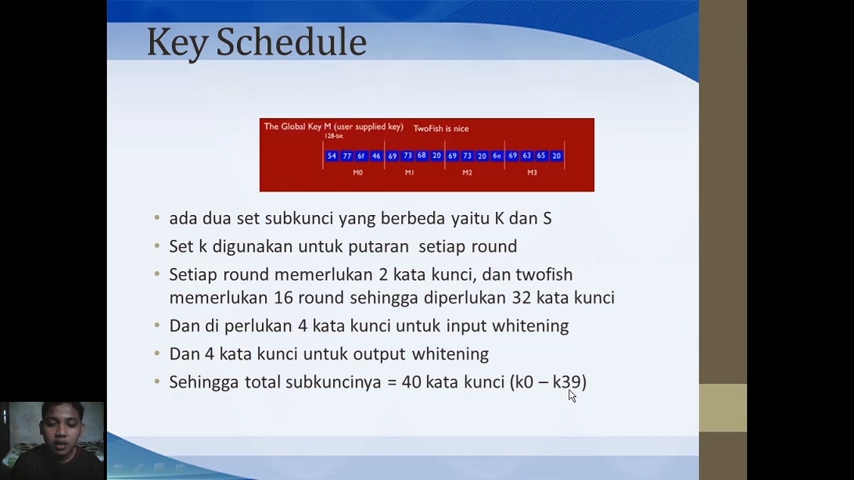 Key Schedule
The Global Key M (user supplied key) TwoFish is nice
128-bit
54 77 6f 46 69 73 68 20 69 73 20 6e 69 63 65 20
M0 M1 M2 M3
• ada dua set subkunci yang berbeda yaitu K dan S
• Set k digunakan untuk putaran setiap round
• Setiap round memerlukan 2 kata kunci, dan twofish
memerlukan 16 round sehingga diperlukan 32 kata kunci
• Dan di perlukan 4 kata kunci untuk input whitening
• Dan 4 kata kunci untuk output whitening
• Sehingga total subkuncinya = 40 kata kunci (k0 – k39)